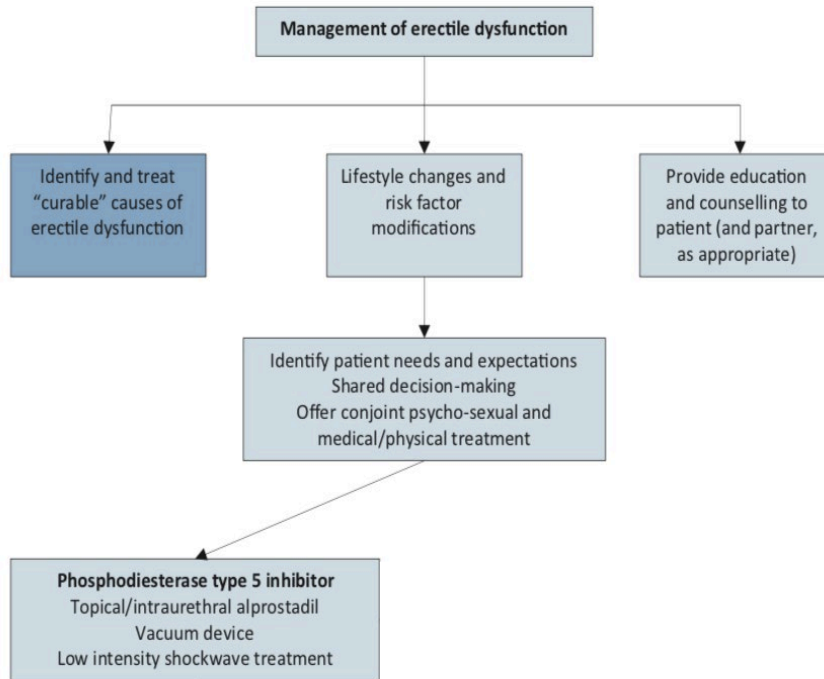 Management of erectile dysfunction
Identify and treat
“curable” causes of
erectile dysfunction
Lifestyle changes and
risk factor
modifications
Provide education
and counselling to
patient (and partner,
as appropriate)
Identify patient needs and expectations
Shared decision-making
Offer conjoint psycho-sexual and
medical/physical treatment
Phosphodiesterase type 5 inhibitor
Topical/intraurethral alprostadil
Vacuum device
Low intensity shockwave treatment